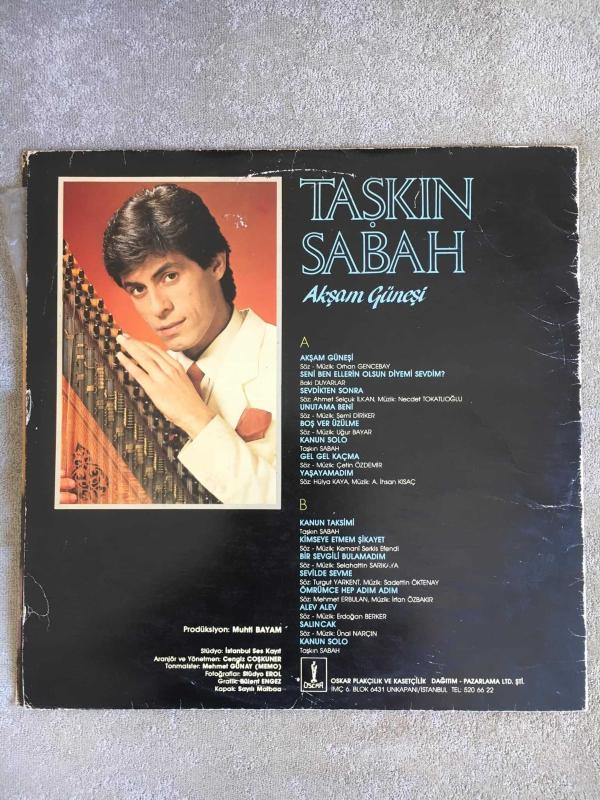 TAŞKIN
SABAH
Akşam Güneşi
A
AKŞAM GÜNEŞİ
Söz - Müzik: Orhan GENCEBAY
SENİ BEN ELLERİN OLSUN DİYEMİ SEVDİM?
Baki DUYARLAR
SEVDİKTEN SONRA
Söz: Ahmet Selçuk İLKAN, Müzik: Necdet TOKATLIOĞLU
UNUTAMA BENİ
Söz - Müzik: Şemi DİRİKER
BOŞ VER ÜZÜLME
Söz - Müzik: Uğur BAYAR
KANUN SOLO
Taşkın SABAH
GEL GEL KAÇMA
Söz - Müzik: Çetin ÖZDEMİR
YAŞAYAMADIM
Söz: Hülya KAYA, Müzik: A. İhsan KISAÇ
B
KANUN TAKSİMİ
Taşkın SABAH
KİMSEYE ETMEM ŞİKAYET
Söz - Müzik: Kemani Serkis Efendi
BİR SEVGİLİ BULAMADIM
Söz - Müzik: Selahattin SARIKAYA
SEVİLDE SEVME
Söz: Turgut YARKENT, Müzik: Sadettin ÖKTENAY
ÖMRÜMCE HEP ADIM ADIM
Söz: Mehmet ERBULAN, Müzik: İrfan ÖZBAKIR
ALEV ALEV
Söz - Müzik: Erdoğan BERKER
SALINCAK
Söz - Müzik: Ünal NARÇIN
KANUN SOLO
Taşkın SABAH
Prodüksiyon: Muhti BAYAM
Stüdyo: İstanbul Ses Kayıt
Aranjör ve Yönetmen: Cengiz COŞKUNER
Tonmaister: Mehmet GÜNAY (MEMO)
Fotoğraflar: Stüdyo EROL
Grafik: Bülent ENGEZ
Kapak: Sayılı Matbaa
OSKAR
OSKAR PLAKÇILIK VE KASETÇİLİK DAĞITIM - PAZARLAMA LTD. ŞTİ.
İMÇ 6. BLOK 6431 UNKAPANI/İSTANBUL TEL: 520 66 22